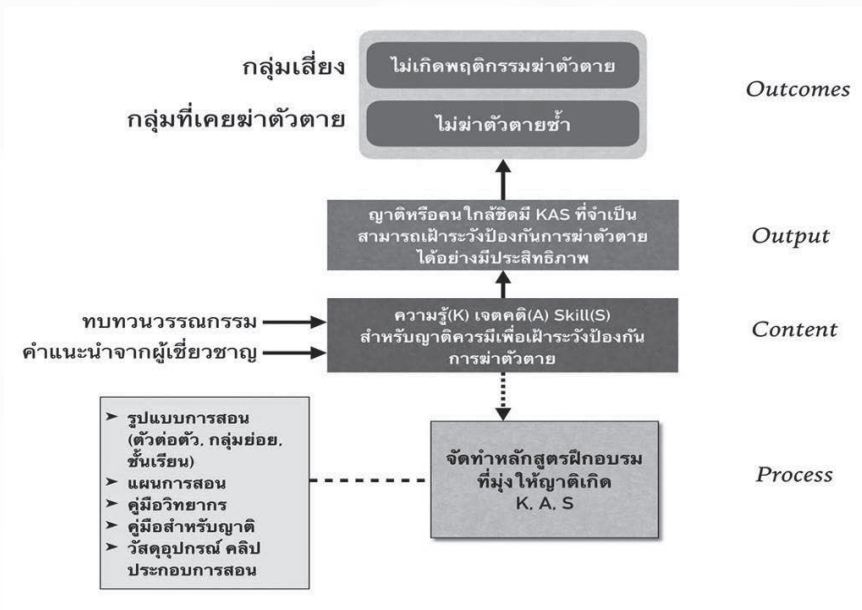 กลุ่มเสี่ยง
ไม่เกิดพฤติกรรมฆ่าตัวตาย
กลุ่มที่เคยฆ่าตัวตาย
ไม่ฆ่าตัวตายซ้ำ
Outcomes
ญาติหรือคนใกล้ชิดมี KAS ที่จำเป็น
สามารถเฝ้าระวังป้องกันการฆ่าตัวตาย
ได้อย่างมีประสิทธิภาพ
Output
ทบทวนวรรณกรรม
คำแนะนำจากผู้เชี่ยวชาญ
ความรู้(K) เจตคติ(A) Skill(S)
สำหรับญาติควรมีเพื่อเฝ้าระวังป้องกัน
การฆ่าตัวตาย
Content
➤ รูปแบบการสอน
(ตัวต่อตัว, กลุ่มย่อย,
ชั้นเรียน)
➤ แผนการสอน
➤ คู่มือวิทยากร
➤ คู่มือสำหรับญาติ
➤ วัสดุอุปกรณ์ คลิป
ประกอบการสอน
จัดทำหลักสูตรฝึกอบรม
ที่มุ่งให้ญาติเกิด
K, A, S
Process